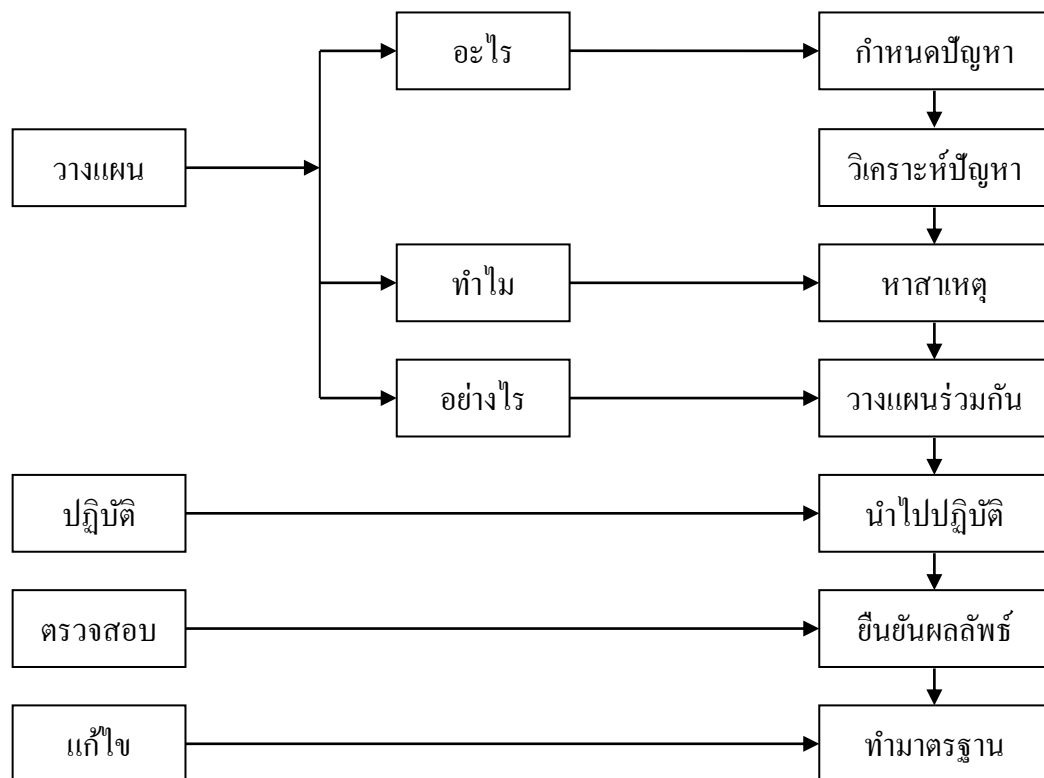 อะไร
กำหนดปัญหา
วางแผน
วิเคราะห์ปัญหา
ทำไม
หาสาเหตุ
อย่างไร
วางแผนร่วมกัน
ปฏิบัติ
นำไปปฏิบัติ
ตรวจสอบ
ยืนยันผลลัพธ์
แก้ไข
ทำมาตรฐาน